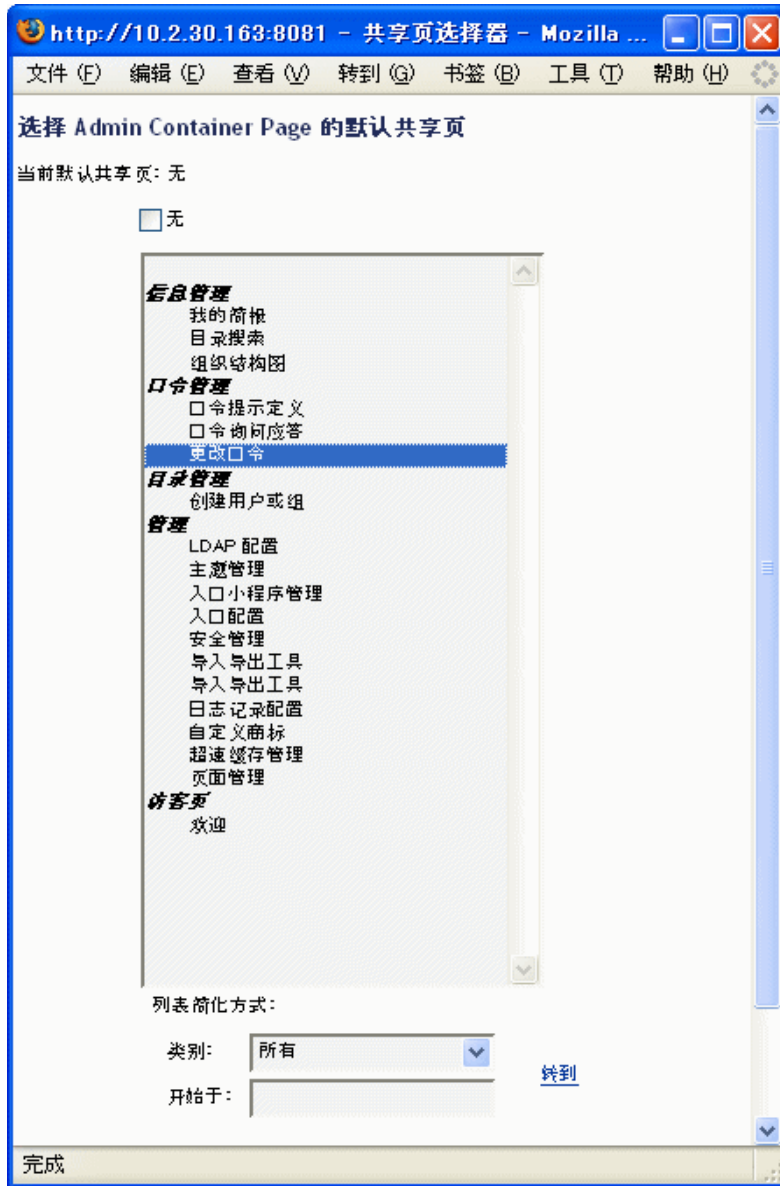 http://10.2.30.163:8081 - 共享页选择器 - Mozilla ...
文件 (F) 编辑 (E) 查看 (V) 转到 (G) 书签 (B) 工具 (T) 帮助 (H)
选择 Admin Container Page 的默认共享页
当前默认共享页: 无
无
信息管理
我的简报
目录搜索
组织结构图
口令管理
口令提示定义
口令询问应答
更改口令
目录管理
创建用户或组
管理
LDAP 配置
主题管理
入口小程序管理
入口配置
安全管理
导入导出工具
导入导出工具
日志记录配置
自定义商标
超速缓存管理
页面管理
访客页
欢迎
列表简化方式:
类别: 所有
转到
开始于:
完成